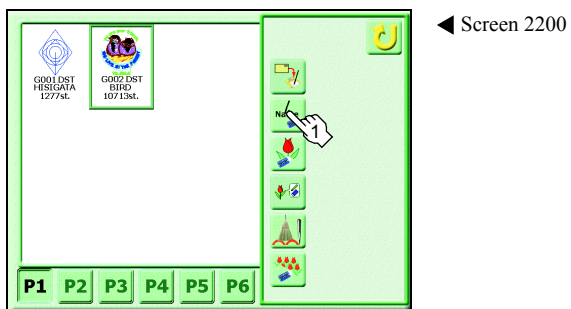 ◀ Screen 2200
G001 DST
HISIGATA
1277st.
G002 DST
BIRD
10713st.
1
P1 P2 P3 P4 P5 P6